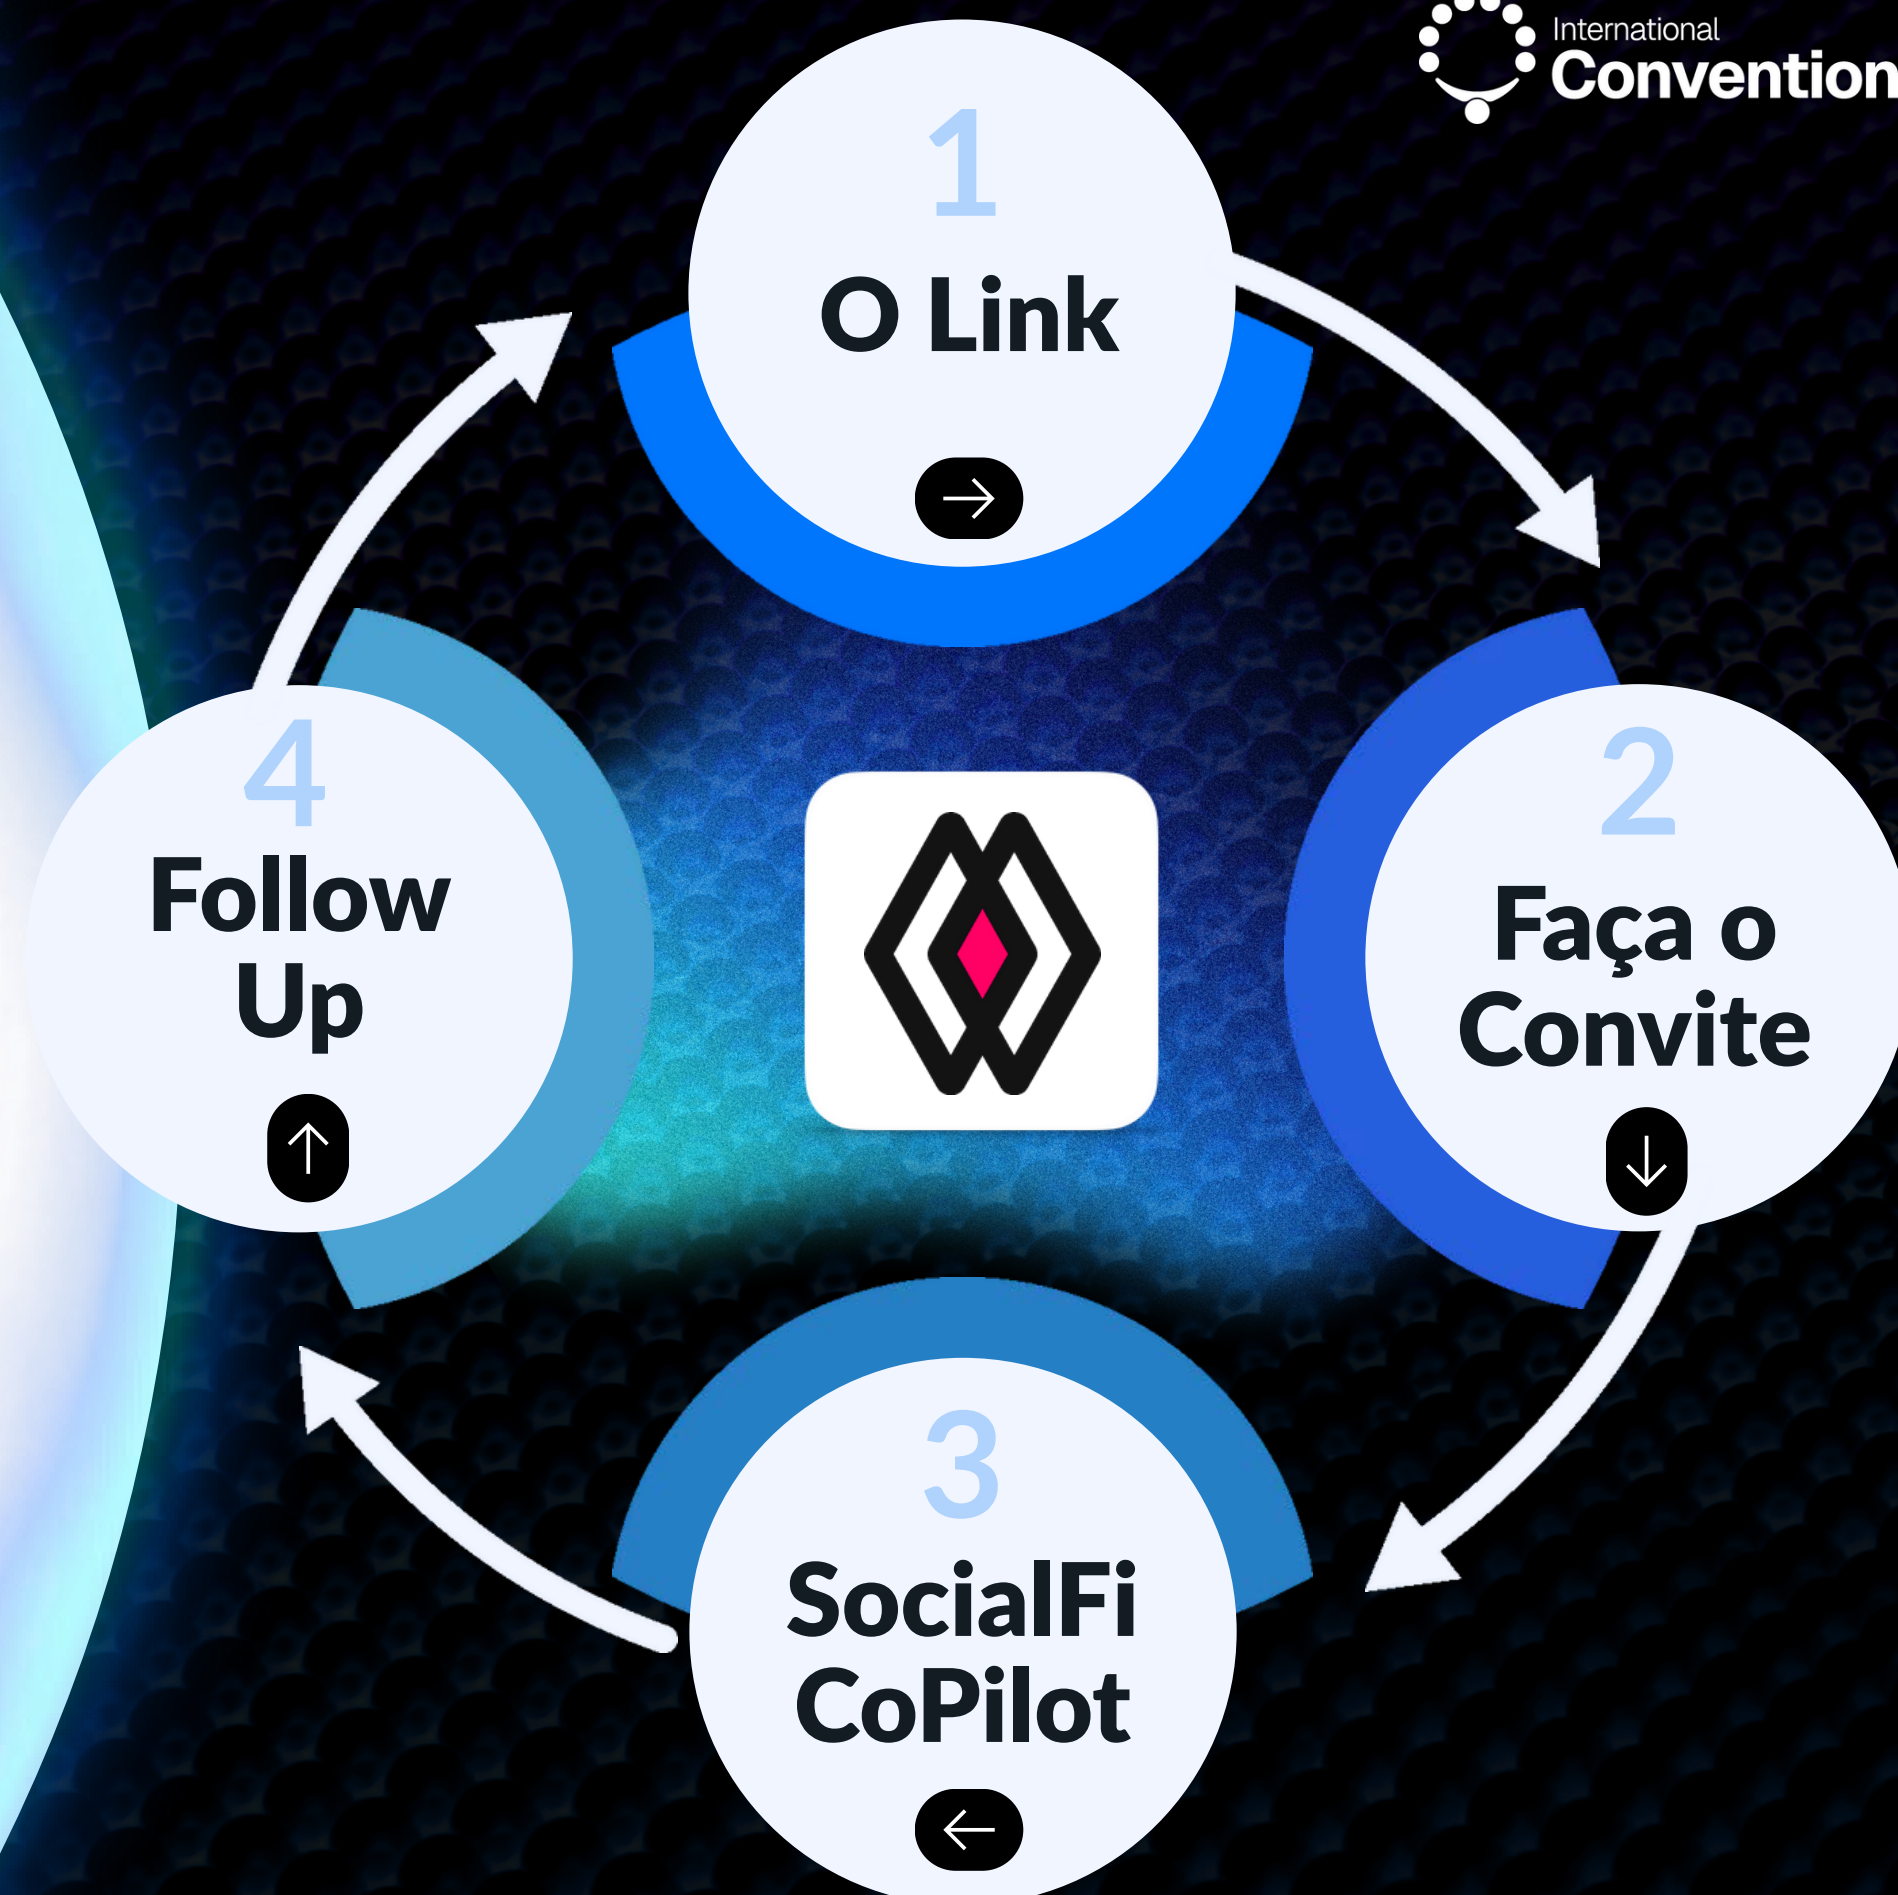 International
Convention
1
O Link
2
Faça o
Convite
3
SocialFi
CoPilot
4
Follow
Up